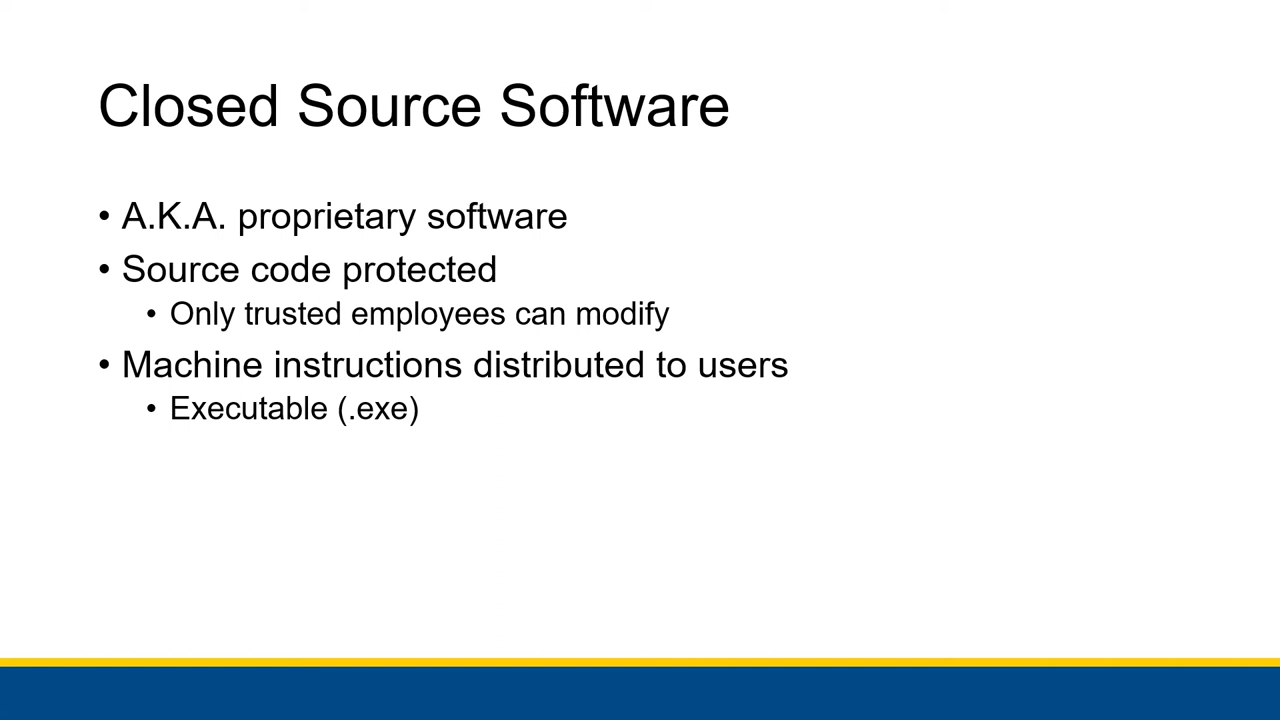 Closed Source Software
• A.K.A. proprietary software
• Source code protected
• Only trusted employees can modify
• Machine instructions distributed to users
• Executable (.exe)